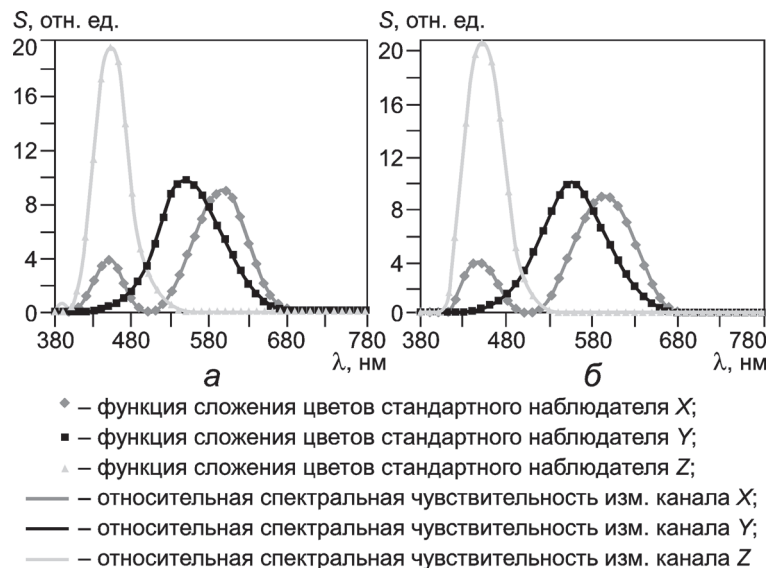 S, отн. ед.
S, отн. ед.
20
16
12
8
4
0
380
480
580
680
780
λ, нм
а
20
16
12
8
4
0
380
480
580
680
780
λ, нм
б
– функция сложения цветов стандартного наблюдателя X;
– функция сложения цветов стандартного наблюдателя Y;
– функция сложения цветов стандартного наблюдателя Z;
– относительная спектральная чувствительность изм. канала X;
– относительная спектральная чувствительность изм. канала Y;
– относительная спектральная чувствительность изм. канала Z